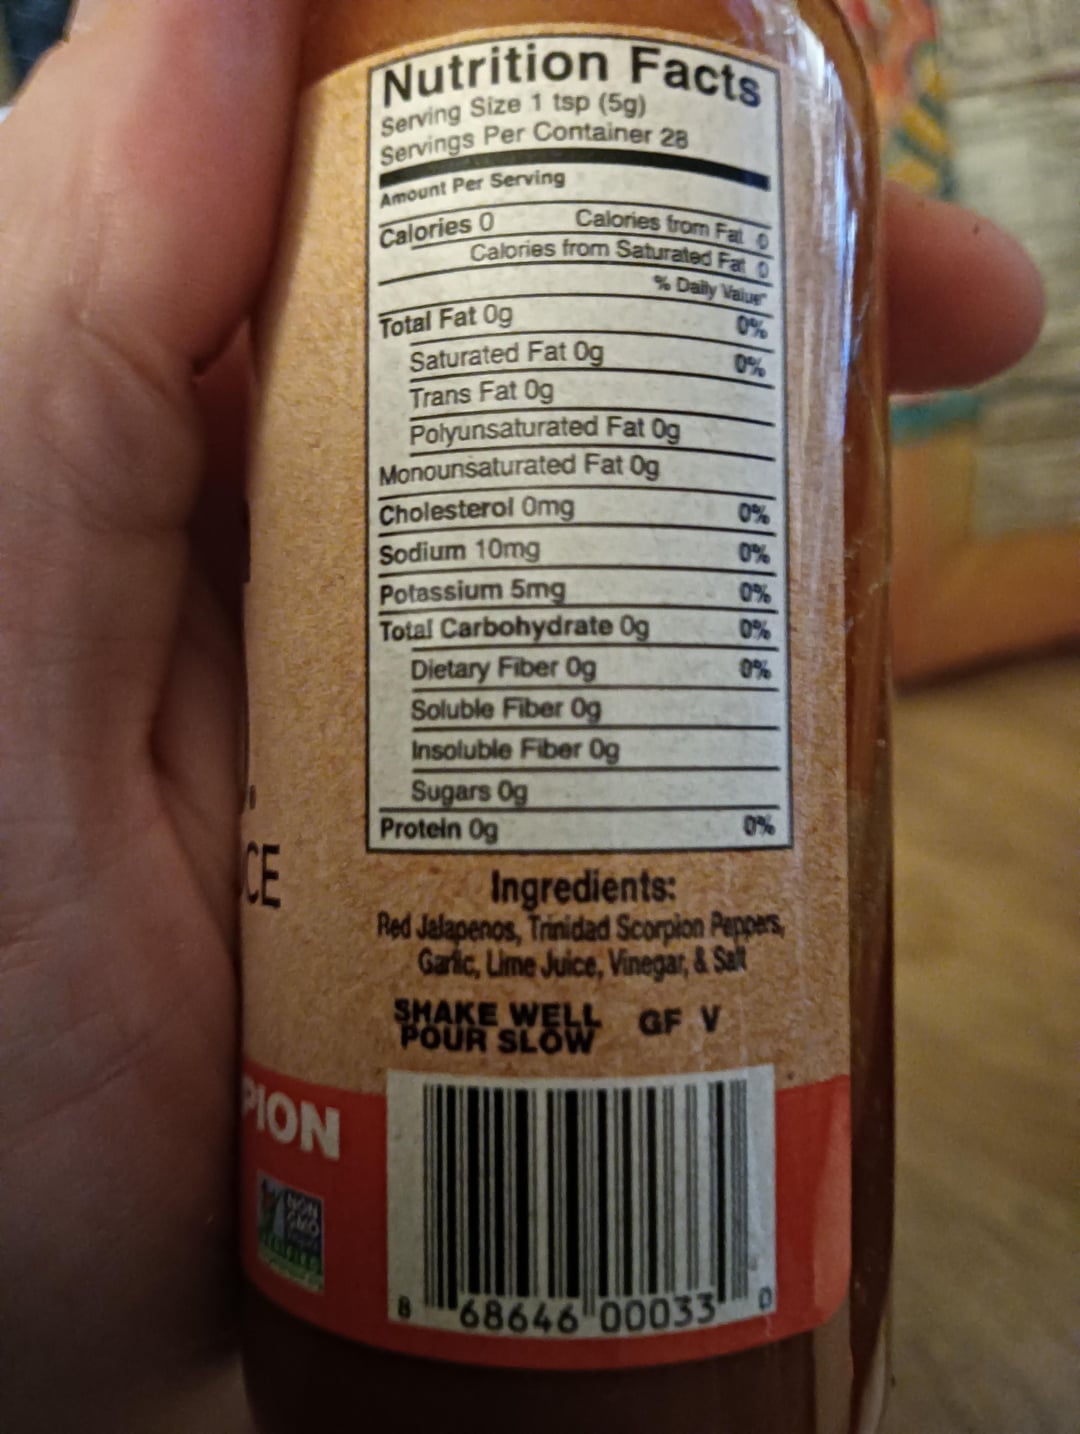 Nutrition Facts
Serving Size 1 tsp (5g)
Servings Per Container 28
Amount Per Serving
Calories 0 Calories from Fat 0
Calories from Saturated Fat 0
% Daily Value*
Total Fat 0g 0%
Saturated Fat 0g 0%
Trans Fat 0g
Polyunsaturated Fat 0g
Monounsaturated Fat 0g
Cholesterol 0mg 0%
Sodium 10mg 0%
Potassium 5mg 0%
Total Carbohydrate 0g 0%
Dietary Fiber 0g 0%
Soluble Fiber 0g
Insoluble Fiber 0g
Sugars 0g
Protein 0g 0%
CE
Ingredients:
Red Jalapenos, Trinidad Scorpion Peppers,
Garlic, Lime Juice, Vinegar, & Salt
SHAKE WELL GF V
POUR SLOW
PION
NON
GMO
8 68646 00033 0